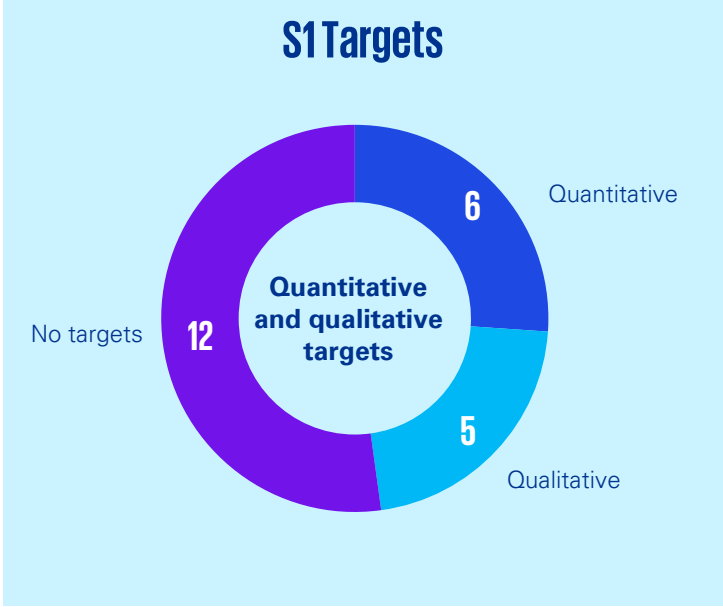 S1 Targets
6
Quantitative
Quantitative
and qualitative
targets
No targets
12
5
Qualitative